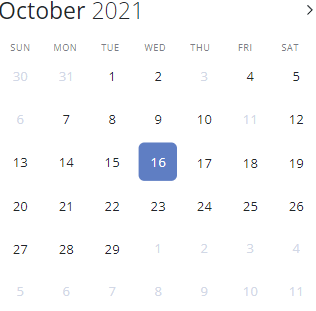 October 2021
SUN MON TUE WED THU FRI SAT
30 31 1 2 3 4 5
6 7 8 9 10 11 12
13 14 15 16 17 18 19
20 21 22 23 24 25 26
27 28 29 1 2 3 4
5 6 7 8 9 10 11